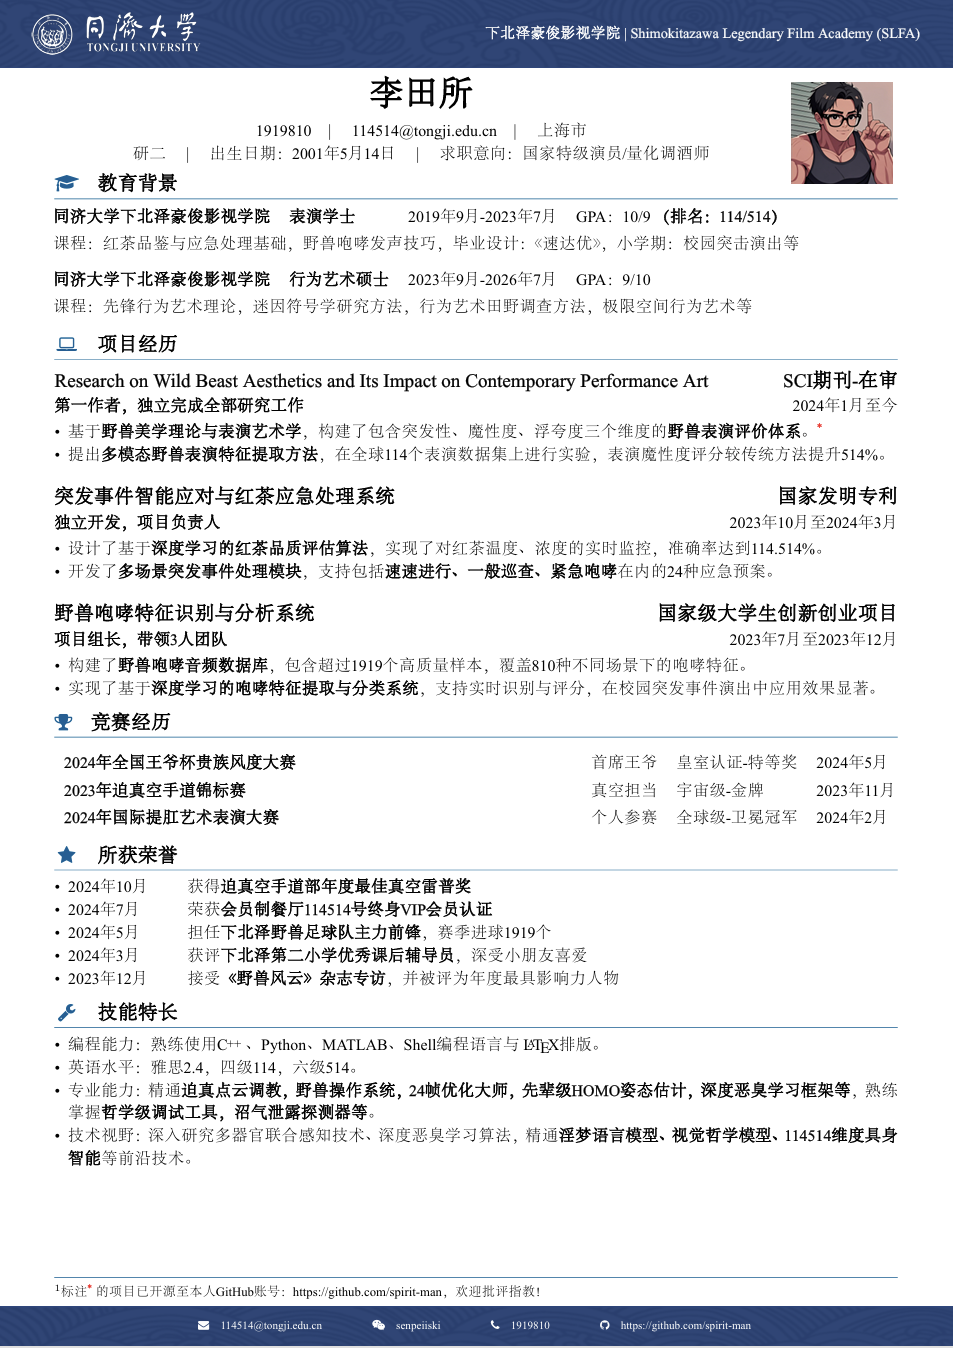 同濟大學
TONGJI UNIVERSITY
下北泽豪俊影视学院 | Shimokitazawa Legendary Film Academy (SLFA)
李田所
1919810 | 114514@tongji.edu.cn | 上海市
研二 | 出生日期：2001年5月14日 | 求职意向：国家特级演员/量化调酒师
教育背景
同济大学下北泽豪俊影视学院 表演学士 2019年9月-2023年7月 GPA：10/9 （排名：114/514）
课程：红茶品鉴与应急处理基础，野兽咆哮发声技巧，毕业设计：《速达优》，小学期：校园突击演出等
同济大学下北泽豪俊影视学院 行为艺术硕士 2023年9月-2026年7月 GPA：9/10
课程：先锋行为艺术理论，迷因符号学研究方法，行为艺术田野调查方法，极限空间行为艺术等
项目经历
Research on Wild Beast Aesthetics and Its Impact on Contemporary Performance Art SCI期刊-在审
第一作者，独立完成全部研究工作 2024年1月至今
• 基于野兽美学理论与表演艺术学，构建了包含突发性、魔性度、浮夸度三个维度的野兽表演评价体系。*
• 提出多模态野兽表演特征提取方法，在全球114个表演数据集上进行实验，表演魔性度评分较传统方法提升514%。
突发事件智能应对与红茶应急处理系统 国家发明专利
独立开发，项目负责人 2023年10月至2024年3月
• 设计了基于深度学习的红茶品质评估算法，实现了对红茶温度、浓度的实时监控，准确率达到114.514%。
• 开发了多场景突发事件处理模块，支持包括速速进行、一般巡查、紧急咆哮在内的24种应急预案。
野兽咆哮特征识别与分析系统 国家级大学生创新创业项目
项目组长，带领3人团队 2023年7月至2023年12月
• 构建了野兽咆哮音频数据库，包含超过1919个高质量样本，覆盖810种不同场景下的咆哮特征。
• 实现了基于深度学习的咆哮特征提取与分类系统，支持实时识别与评分，在校园突发事件演出中应用效果显著。
竞赛经历
2024年全国王爷杯贵族风度大赛 首席王爷 皇室认证-特等奖 2024年5月
2023年迫真空手道锦标赛 真空担当 宇宙级-金牌 2023年11月
2024年国际提肛艺术表演大赛 个人参赛 全球级-卫冕冠军 2024年2月
所获荣誉
• 2024年10月 获得迫真空手道部年度最佳真空雷普奖
• 2024年7月 荣获会员制餐厅114514号终身VIP会员认证
• 2024年5月 担任下北泽野兽足球队主力前锋，赛季进球1919个
• 2024年3月 获评下北泽第二小学优秀课后辅导员，深受小朋友喜爱
• 2023年12月 接受《野兽风云》杂志专访，并被评为年度最具影响力人物
技能特长
• 编程能力：熟练使用C++、Python、MATLAB、Shell编程语言与 LATEX排版。
• 英语水平：雅思2.4，四级114，六级514。
• 专业能力：精通迫真点云调教，野兽操作系统，24帧优化大师，先辈级HOMO姿态估计，深度恶臭学习框架等，熟练
掌握哲学级调试工具，沼气泄露探测器等。
• 技术视野：深入研究多器官联合感知技术、深度恶臭学习算法，精通淫梦语言模型、视觉哲学模型、114514维度具身
智能等前沿技术。
1标注* 的项目已开源至本人GitHub账号：https://github.com/spirit-man，欢迎批评指教！
114514@tongji.edu.cn senpeiiski 1919810 https://github.com/spirit-man